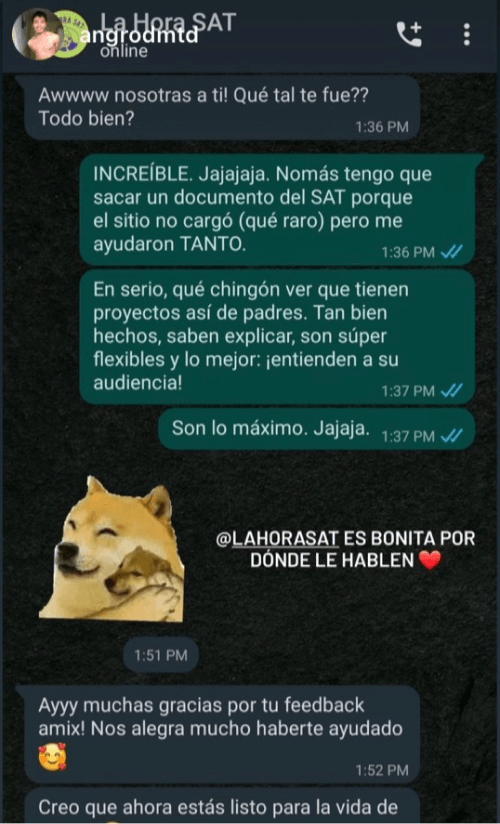 La Hora SAT
angrodmtd
online
Awwww nosotras a ti! Qué tal te fue??
Todo bien?
1:36 PM
INCREÍBLE. Jajajaja. Nomás tengo que
sacar un documento del SAT porque
el sitio no cargó (qué raro) pero me
ayudaron TANTO.
1:36 PM
En serio, qué chingón ver que tienen
proyectos así de padres. Tan bien
hechos, saben explicar, son súper
flexibles y lo mejor: ¡entienden a su
audiencia!
1:37 PM
Son lo máximo. Jajaja.
1:37 PM
@LAHORASAT ES BONITA POR
DÓNDE LE HABLEN ❤️
1:51 PM
Ayyy muchas gracias por tu feedback
amix! Nos alegra mucho haberte ayudado
🥰
1:52 PM
Creo que ahora estás listo para la vida de